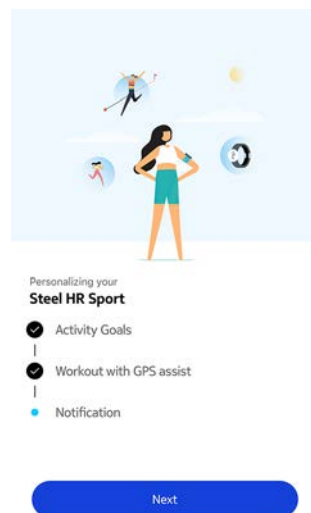 Personalizing your
Steel HR Sport
Activity Goals
Workout with GPS assist
Notification
Next